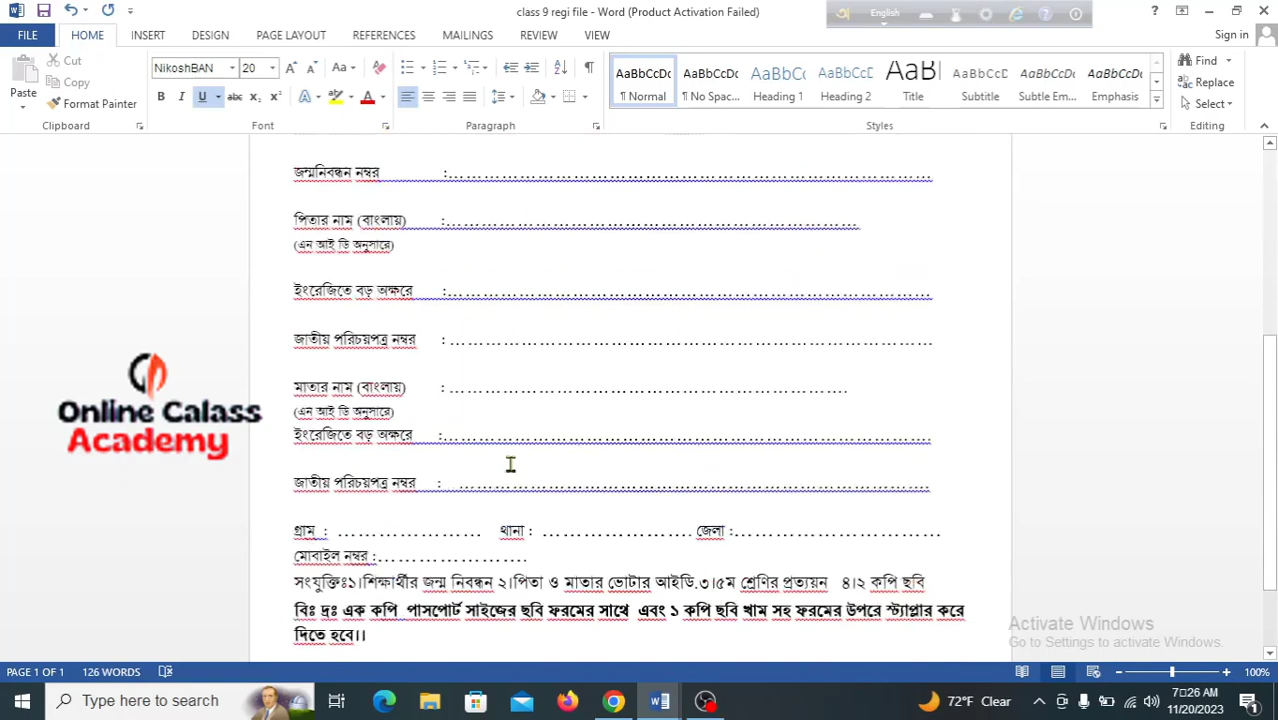 class 9 regi file - Word (Product Activation Failed)
English
Sign in
FILE HOME INSERT DESIGN PAGE LAYOUT REFERENCES MAILINGS REVIEW VIEW
Cut
Copy
Format Painter
Paste
NikoshBAN 20
AaBbCcDc AaBbCcDc AaBbCc AaBbCcC AaBl AaBbCcD AaBbCcDc AaBbCcDc
¶ Normal ¶ No Spac... Heading 1 Heading 2 Title Subtitle Subtle Em... Emphasis
Find
Replace
Select
Clipboard Font Paragraph Styles Editing
জন্মনিবন্ধন নম্বর :…………………………………………………………………………
পিতার নাম (বাংলায়) :………………………………………………………………
(এন আই ডি অনুসারে)
ইংরেজিতে বড় অক্ষরে :…………………………………………………………………………
জাতীয় পরিচয়পত্র নম্বর : …………………………………………………………………………
মাতার নাম (বাংলায়) : …………………………………………………………….
(এন আই ডি অনুসারে)
ইংরেজিতে বড় অক্ষরে :………………………………………………………………………….
জাতীয় পরিচয়পত্র নম্বর : ……………………………………………………………………….
গ্রাম : …………………… থানা : ……………………. জেলা :………………………………
মোবাইল নম্বর :…………………….
সংযুক্তিঃ১।শিক্ষার্থীর জন্ম নিবন্ধন ২।পিতা ও মাতার ভোটার আইডি.৩।৫ম শ্রেণির প্রত্যয়ন ৪।২ কপি ছবি
বিঃ দ্রঃ এক কপি পাসপোর্ট সাইজের ছবি ফরমের সাথে এবং ১ কপি ছবি খাম সহ ফরমের উপরে স্ট্যাপ্লার করে
দিতে হবে।।
Online Calass
Academy
Activate Windows
Go to Settings to activate Windows.
PAGE 1 OF 1 126 WORDS 100%
Type here to search
72°F Clear
7:26 AM
11/20/2023